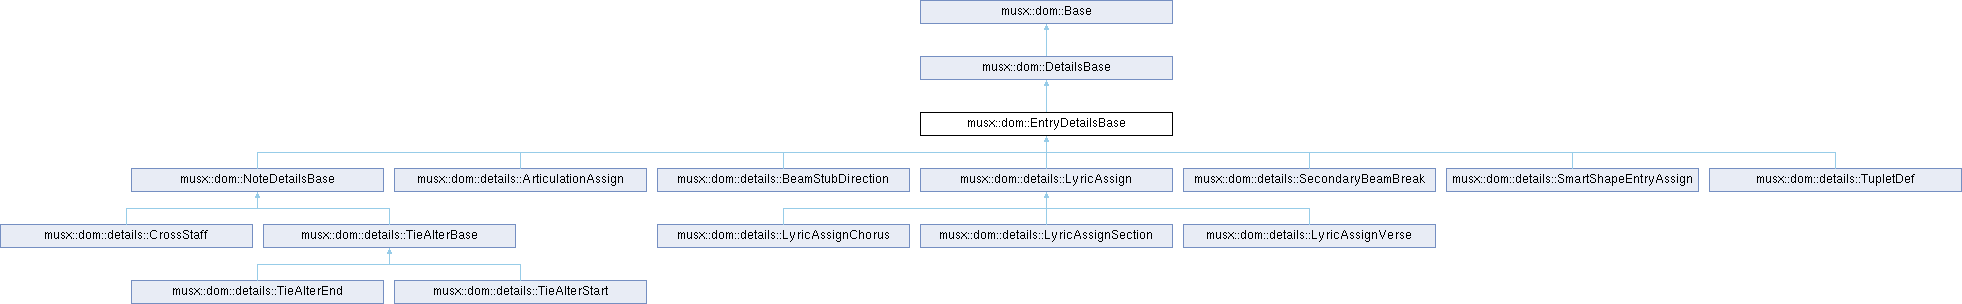 musx::dom::Base
musx::dom::DetailsBase
musx::dom::EntryDetailsBase
musx::dom::NoteDetailsBase
musx::dom::details::ArticulationAssign
musx::dom::details::BeamStubDirection
musx::dom::details::LyricAssign
musx::dom::details::SecondaryBeamBreak
musx::dom::details::SmartShapeEntryAssign
musx::dom::details::TupletDef
musx::dom::details::CrossStaff
musx::dom::details::TieAlterBase
musx::dom::details::LyricAssignChorus
musx::dom::details::LyricAssignSection
musx::dom::details::LyricAssignVerse
musx::dom::details::TieAlterEnd
musx::dom::details::TieAlterStart